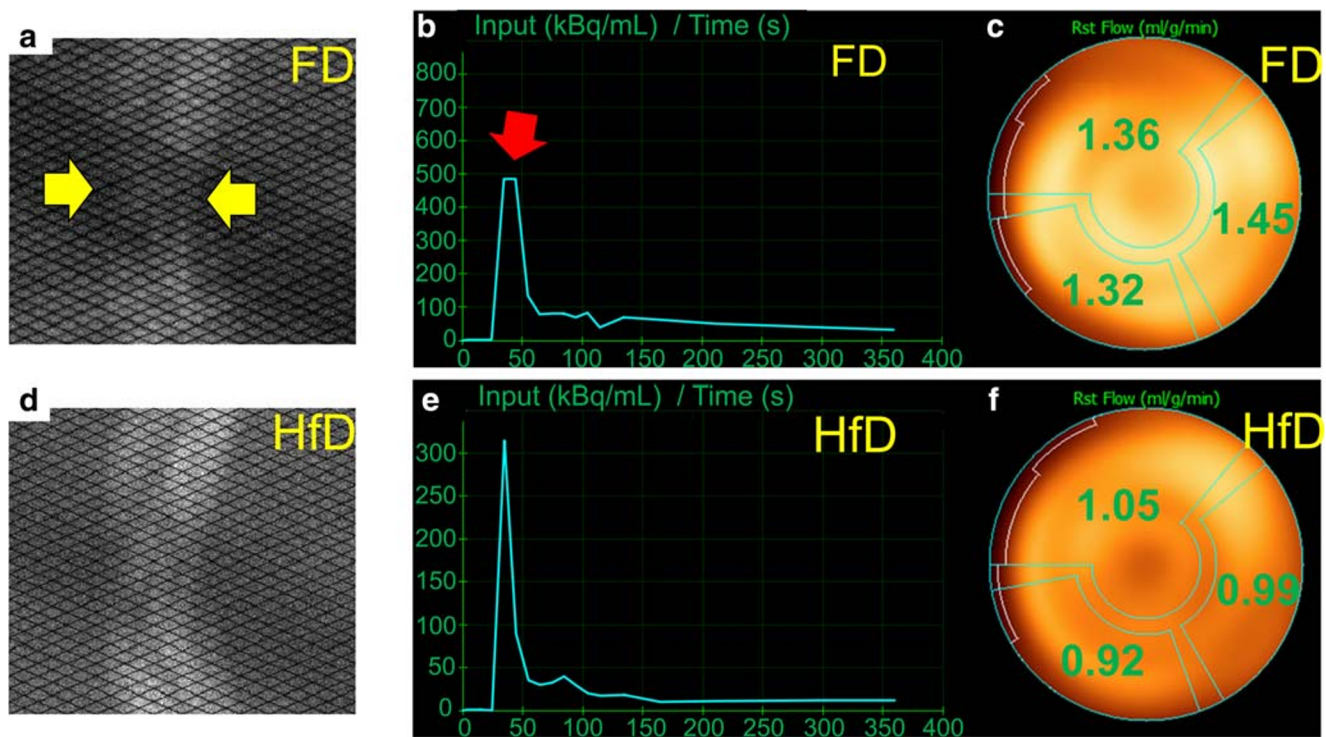 a
FD
b
Input (kBq/mL) / Time (s)
FD
800
700
600
500
400
300
200
100
0
0 50 100 150 200 250 300 350 400
c
Rst Flow (ml/g/min)
FD
1.36
1.45
1.32
d
HfD
e
Input (kBq/mL) / Time (s)
HfD
300
250
200
150
100
50
0
0 50 100 150 200 250 300 350 400
f
Rst Flow (ml/g/min)
HfD
1.05
0.99
0.92